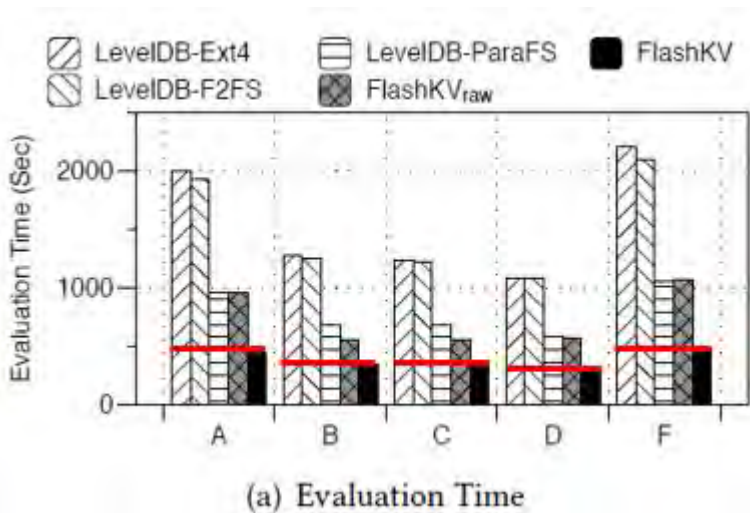 LevelDB-Ext4 LevelDB-ParaFS FlashKV
LevelDB-F2FS FlashKVraw
Evaluation Time (Sec)
2000
1000
0
A B C D F
(a) Evaluation Time